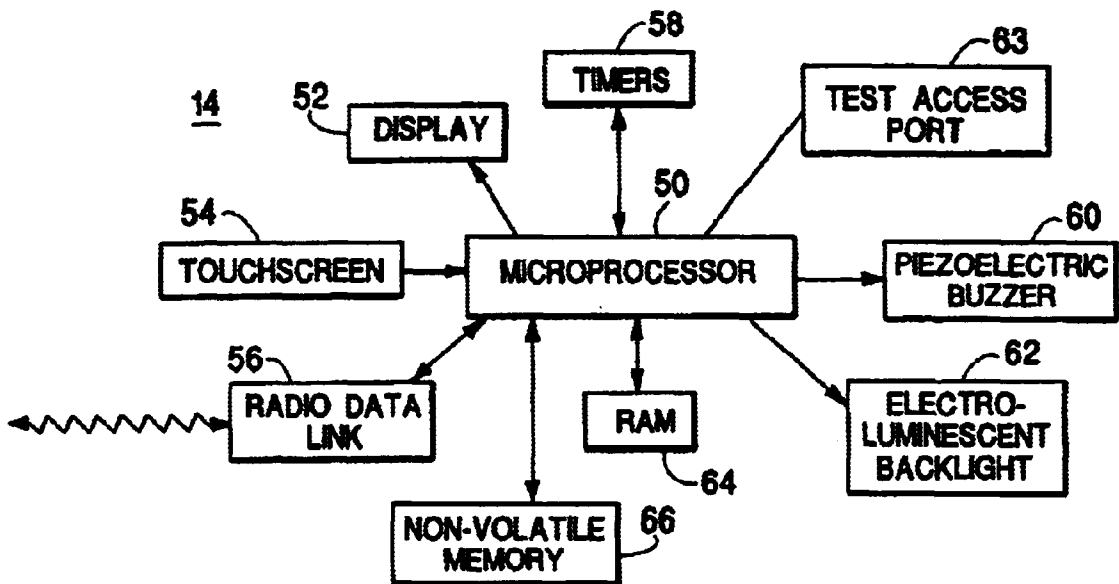 58
TIMERS
63
TEST ACCESS
PORT
14
52
DISPLAY
50
MICROPROCESSOR
54
TOUCHSCREEN
60
PIEZOELECTRIC
BUZZER
56
RADIO DATA
LINK
RAM
64
62
ELECTRO-
LUMINESCENT
BACKLIGHT
NON-VOLATILE
MEMORY
66